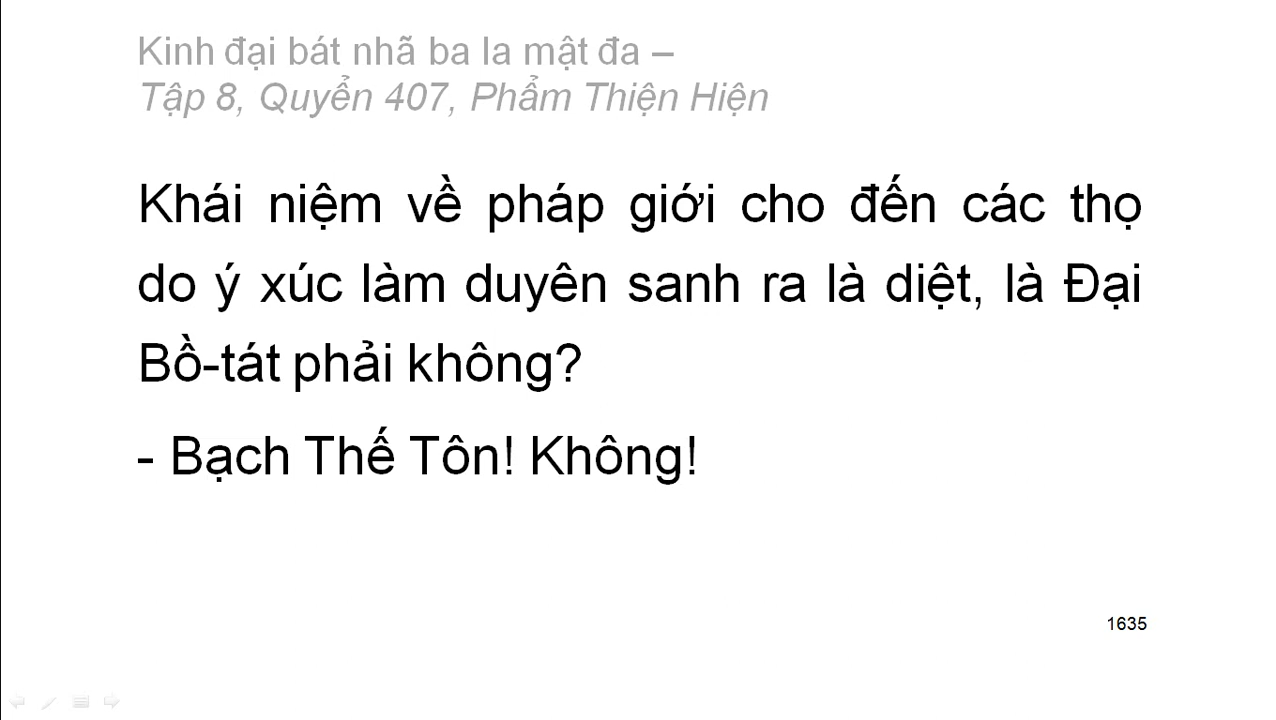 Kinh đại bát nhã ba la mật đa –
Tập 8, Quyển 407, Phẩm Thiện Hiện
Khái niệm về pháp giới cho đến các thọ
do ý xúc làm duyên sanh ra là diệt, là Đại
Bồ-tát phải không?
- Bạch Thế Tôn! Không!
1635